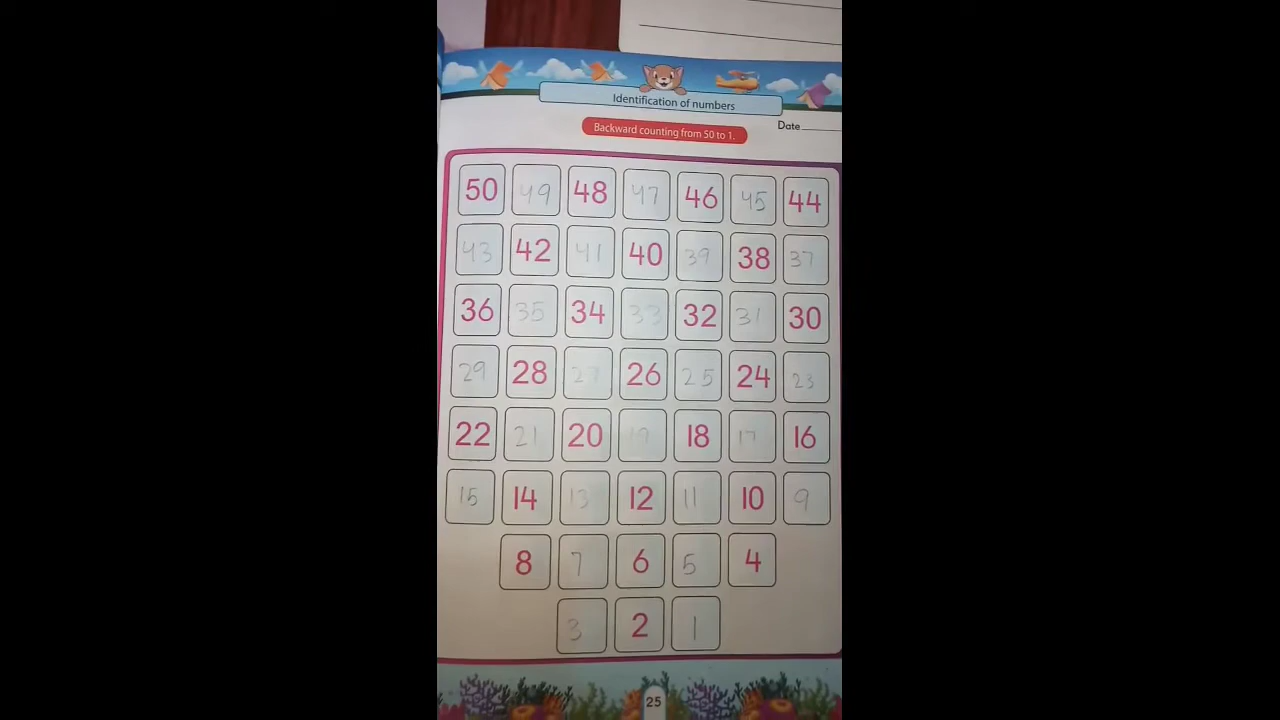 Identification of numbers
Date
Backward counting from 50 to 1.
50 49 48 47 46 45 44
43 42 41 40 39 38 37
36 35 34 33 32 31 30
29 28 27 26 25 24 23
22 21 20 19 18 17 16
15 14 13 12 11 10 9
8 7 6 5 4
3 2 1
25